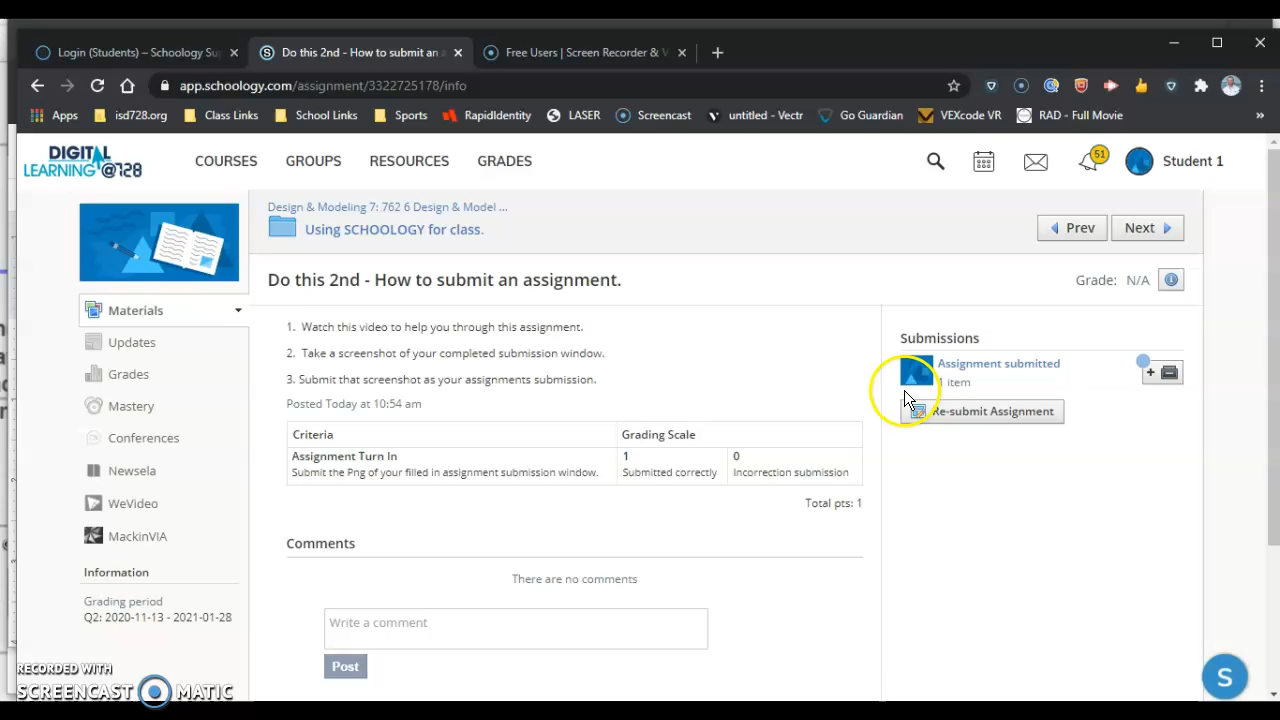 Login (Students) – Schoology Su
Do this 2nd - How to submit an a
Free Users | Screen Recorder & V
app.schoology.com/assignment/3322725178/info
Apps
isd728.org
Class Links
School Links
Sports
RapidIdentity
LASER
Screencast
untitled - Vectr
Go Guardian
VEXcode VR
RAD - Full Movie
»
DIGITAL
LEARNING @728
COURSES
GROUPS
RESOURCES
GRADES
51
Student 1
Design & Modeling 7: 762 6 Design & Model ...
Using SCHOOLOGY for class.
Prev
Next
Do this 2nd - How to submit an assignment.
Grade: N/A
Materials
Updates
Grades
Mastery
Conferences
Newsela
WeVideo
MackinVIA
Information
Grading period
Q2: 2020-11-13 - 2021-01-28
1. Watch this video to help you through this assignment.
2. Take a screenshot of your completed submission window.
3. Submit that screenshot as your assignments submission.
Posted Today at 10:54 am
Criteria
Grading Scale
Assignment Turn In
1
0
Submit the Png of your filled in assignment submission window.
Submitted correctly
Incorrection submission
Total pts: 1
Comments
There are no comments
Write a comment
Post
Submissions
Assignment submitted
1 item
Re-submit Assignment
RECORDED WITH
SCREENCAST MATIC
S